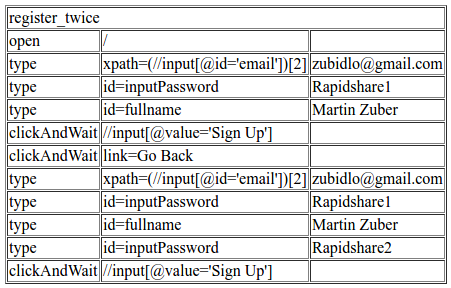 register_twice
open /
type xpath=(//input[@id='email'])[2] zubidlo@gmail.com
type id=inputPassword Rapidshare1
type id=fullname Martin Zuber
clickAndWait //input[@value='Sign Up']
clickAndWait link=Go Back
type xpath=(//input[@id='email'])[2] zubidlo@gmail.com
type id=inputPassword Rapidshare1
type id=fullname Martin Zuber
type id=inputPassword Rapidshare2
clickAndWait //input[@value='Sign Up']